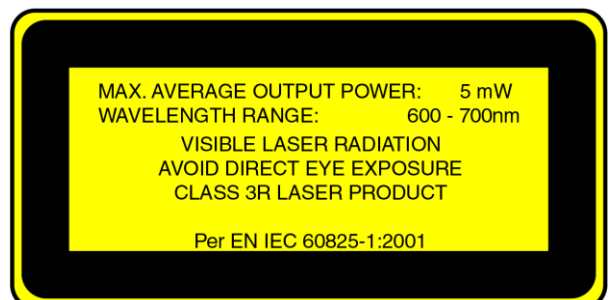 MAX. AVERAGE OUTPUT POWER: 5 mW
WAVELENGTH RANGE: 600 - 700nm
VISIBLE LASER RADIATION
AVOID DIRECT EYE EXPOSURE
CLASS 3R LASER PRODUCT
Per EN IEC 60825-1:2001